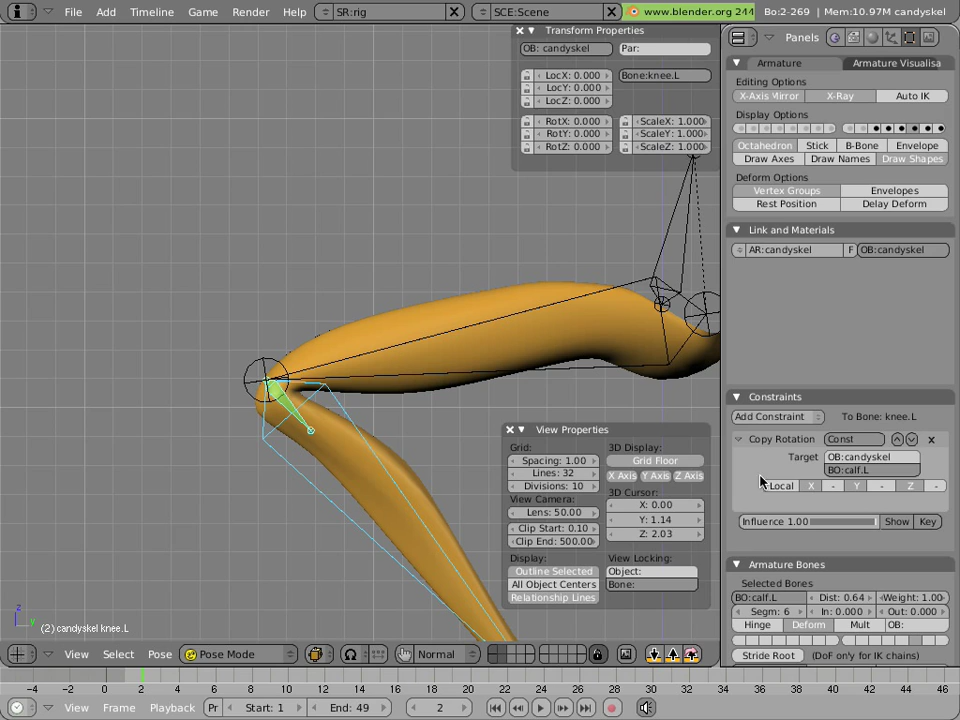 File Add Timeline Game Render Help SR:rig SCE:Scene www.blender.org 244 Bo:2-269 | Mem:10.97M candyskel
Transform Properties
OB: candyskel Par:
LocX: 0.000 Bone:knee.L
LocY: 0.000
LocZ: 0.000
RotX: 0.000 ScaleX: 1.000
RotY: 0.000 ScaleY: 1.000
RotZ: 0.000 ScaleZ: 1.000
View Properties
Grid: 3D Display:
Spacing: 1.00 Grid Floor
Lines: 32 X Axis Y Axis Z Axis
Divisions: 10
View Camera: 3D Cursor:
Lens: 50.00 X: 0.00
Y: 1.14
Clip Start: 0.10 Z: 2.03
Clip End: 500.00
Display: View Locking:
Outline Selected Object:
All Object Centers Bone:
Relationship Lines
z
y
(2) candyskel knee.L
Panels
Armature Armature Visualisa
Editing Options
X-Axis Mirror X-Ray Auto IK
Display Options
Octahedron Stick B-Bone Envelope
Draw Axes Draw Names Draw Shapes
Deform Options
Vertex Groups Envelopes
Rest Position Delay Deform
Link and Materials
AR:candyskel F OB:candyskel
Constraints
Add Constraint To Bone: knee.L
Copy Rotation Const x
Target OB:candyskel
BO:calf.L
Local X - Y - Z -
Influence 1.00 Show Key
Armature Bones
Selected Bones
BO:calf.L Dist: 0.64 Weight: 1.00
Segm: 6 In: 0.000 Out: 0.000
Hinge Deform Mult OB:
Stride Root (DoF only for IK chains)
View Select Pose Pose Mode Normal
-4 -2 0 2 4 6 8 10 12 14 16 18 20 22 24 26 28 30 32 34 36 38 40 42 44 46
View Frame Playback Pr Start: 1 End: 49 2